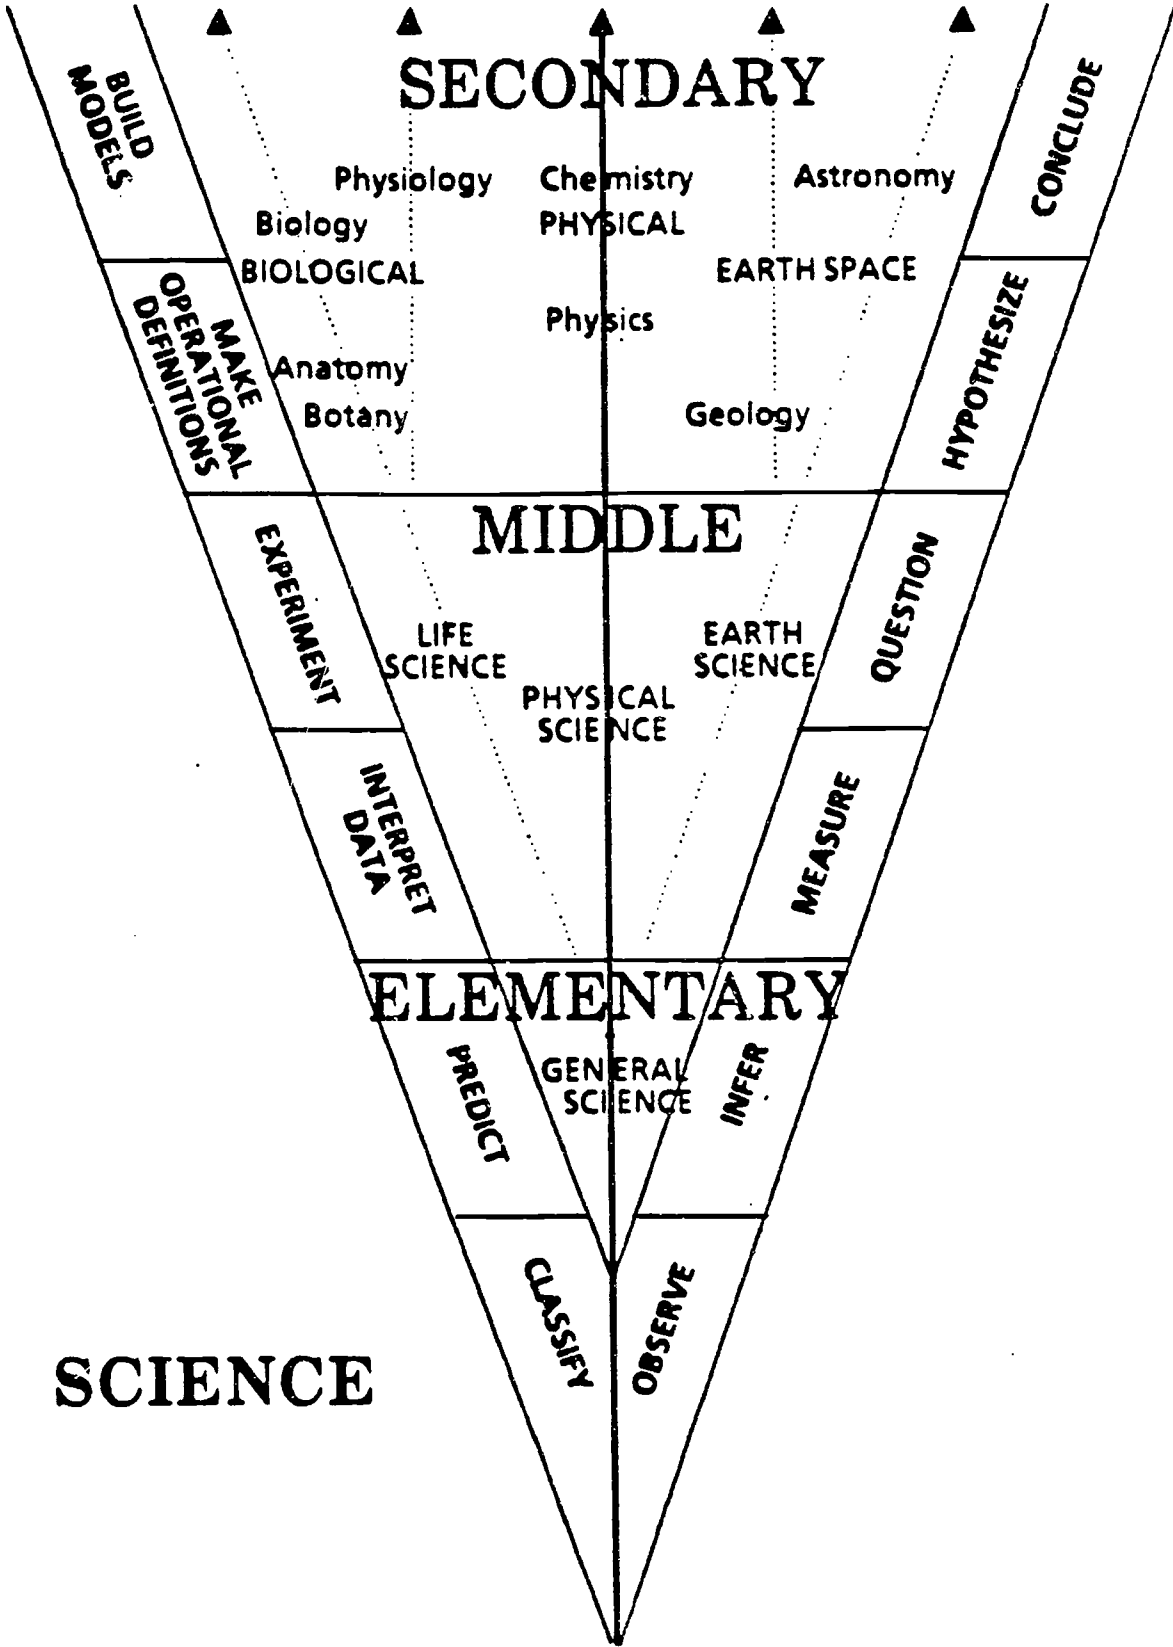 SECONDARY
BUILD
MODELS
CONCLUDE
Physiology
Chemistry
Astronomy
Biology
PHYSICAL
BIOLOGICAL
EARTH SPACE
MAKE
OPERATIONAL
DEFINITIONS
HYPOTHESIZE
Physics
Anatomy
Botany
Geology
MIDDLE
EXPERIMENT
QUESTION
LIFE
SCIENCE
EARTH
SCIENCE
PHYSICAL
SCIENCE
INTERPRET
DATA
MEASURE
ELEMENTARY
PREDICT
GENERAL
SCIENCE
INFER
CLASSIFY
OBSERVE
SCIENCE